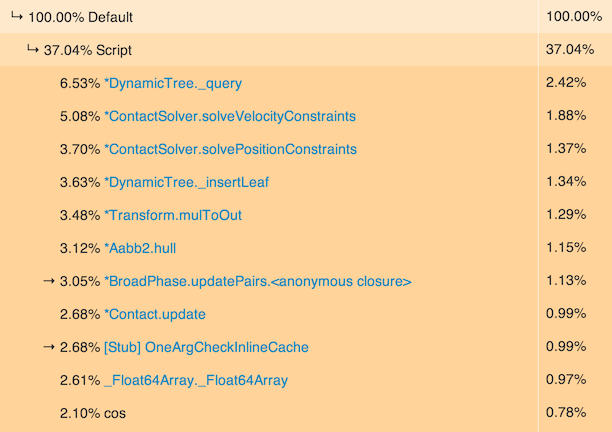 ↳ 100.00% Default 100.00%
↳ 37.04% Script 37.04%
6.53% *DynamicTree._query 2.42%
5.08% *ContactSolver.solveVelocityConstraints 1.88%
3.70% *ContactSolver.solvePositionConstraints 1.37%
3.63% *DynamicTree._insertLeaf 1.34%
3.48% *Transform.mulToOut 1.29%
3.12% *Aabb2.hull 1.15%
→ 3.05% *BroadPhase.updatePairs.<anonymous closure> 1.13%
2.68% *Contact.update 0.99%
→ 2.68% [Stub] OneArgCheckInlineCache 0.99%
2.61% _Float64Array._Float64Array 0.97%
2.10% cos 0.78%